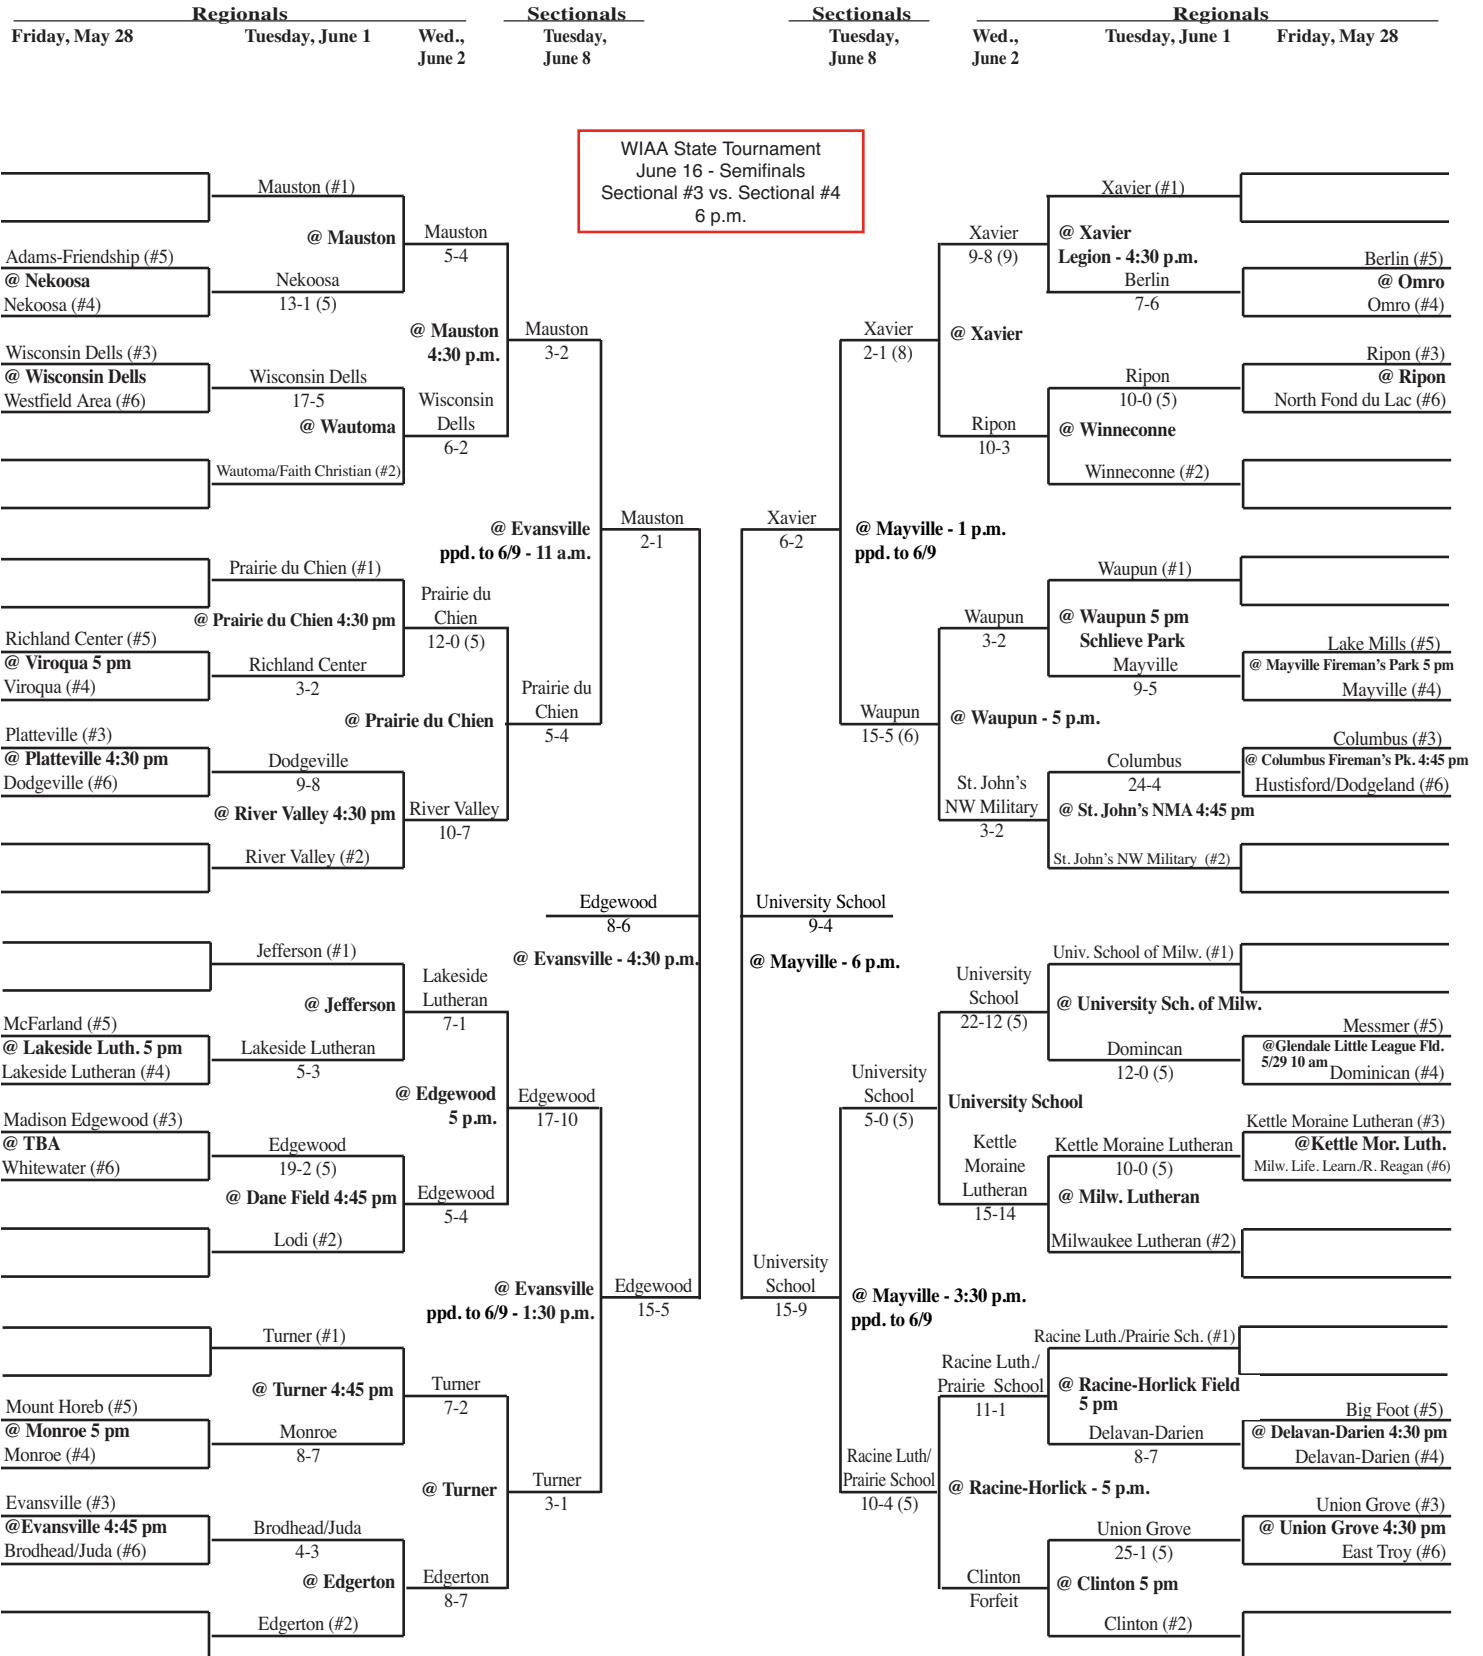 Regionals
Friday, May 28
Tuesday, June 1
Wed.,
June 2
Sectionals
Tuesday,
June 8
Sectionals
Tuesday,
June 8
Regionals
Wed.,
June 2
Tuesday, June 1
Friday, May 28
WIAA State Tournament
June 16 - Semifinals
Sectional #3 vs. Sectional #4
6 p.m.
Adams-Friendship (#5)
@ Nekoosa
Nekoosa (#4)
Wisconsin Dells (#3)
@ Wisconsin Dells
Westfield Area (#6)
Richland Center (#5)
@ Viroqua 5 pm
Viroqua (#4)
Platteville (#3)
@ Platteville 4:30 pm
Dodgeville (#6)
McFarland (#5)
@ Lakeside Luth. 5 pm
Lakeside Lutheran (#4)
Madison Edgewood (#3)
@ TBA
Whitewater (#6)
Mount Horeb (#5)
@ Monroe 5 pm
Monroe (#4)
Evansville (#3)
@Evansville 4:45 pm
Brodhead/Juda (#6)
Mauston (#1)
@ Mauston
Nekoosa
13-1 (5)
Wisconsin Dells
17-5
@ Wautoma
Wautoma/Faith Christian (#2)
Prairie du Chien (#1)
@ Prairie du Chien 4:30 pm
Richland Center
3-2
Dodgeville
9-8
@ River Valley 4:30 pm
River Valley (#2)
Jefferson (#1)
@ Jefferson
Lakeside Lutheran
5-3
Edgewood
19-2 (5)
@ Dane Field 4:45 pm
Lodi (#2)
Turner (#1)
@ Turner 4:45 pm
Monroe
8-7
Brodhead/Juda
4-3
@ Edgerton
Edgerton (#2)
Mauston
5-4
@ Mauston
4:30 p.m.
Wisconsin
Dells
6-2
Prairie du
Chien
12-0 (5)
@ Prairie du Chien
River Valley
10-7
Lakeside
Lutheran
7-1
@ Edgewood
5 p.m.
Edgewood
5-4
Turner
7-2
@ Turner
Edgerton
8-7
Mauston
3-2
@ Evansville
ppd. to 6/9 - 11 a.m.
Prairie du
Chien
5-4
Edgewood
17-10
@ Evansville
ppd. to 6/9 - 1:30 p.m.
Turner
3-1
Mauston
2-1
Edgewood
8-6
@ Evansville - 4:30 p.m.
Edgewood
15-5
Xavier
6-2
University School
9-4
@ Mayville - 6 p.m.
University
School
15-9
Xavier
2-1 (8)
@ Mayville - 1 p.m.
ppd. to 6/9
Waupun
15-5 (6)
University
School
5-0 (5)
@ Mayville - 3:30 p.m.
ppd. to 6/9
Racine Luth/
Prairie School
10-4 (5)
Xavier
9-8 (9)
@ Xavier
Ripon
10-3
Waupun
3-2
@ Waupun - 5 p.m.
St. John's
NW Military
3-2
University
School
22-12 (5)
University School
Kettle
Moraine
Lutheran
15-14
Racine Luth./
Prairie School
11-1
@ Racine-Horlick - 5 p.m.
Clinton
Forfeit
Xavier (#1)
@ Xavier
Legion - 4:30 p.m.
Berlin
7-6
Ripon
10-0 (5)
@ Winneconne
Winneconne (#2)
Waupun (#1)
@ Waupun 5 pm
Schlieve Park
Mayville
9-5
Columbus
24-4
@ St. John's NMA 4:45 pm
St. John's NW Military (#2)
Univ. School of Milw. (#1)
@ University Sch. of Milw.
Domincan
12-0 (5)
Kettle Moraine Lutheran
10-0 (5)
@ Milw. Lutheran
Milwaukee Lutheran (#2)
Racine Luth./Prairie Sch. (#1)
@ Racine-Horlick Field
5 pm
Delavan-Darien
8-7
Union Grove
25-1 (5)
@ Clinton 5 pm
Clinton (#2)
Berlin (#5)
@ Omro
Omro (#4)
Ripon (#3)
@ Ripon
North Fond du Lac (#6)
Lake Mills (#5)
@ Mayville Fireman's Park 5 pm
Mayville (#4)
Columbus (#3)
@ Columbus Fireman's Pk. 4:45 pm
Hustisford/Dodgeland (#6)
Messmer (#5)
@Glendale Little League Fld.
5/29 10 am
Dominican (#4)
Kettle Moraine Lutheran (#3)
@Kettle Mor. Luth.
Milw. Life. Learn./R. Reagan (#6)
Big Foot (#5)
@ Delavan-Darien 4:30 pm
Delavan-Darien (#4)
Union Grove (#3)
@ Union Grove 4:30 pm
East Troy (#6)